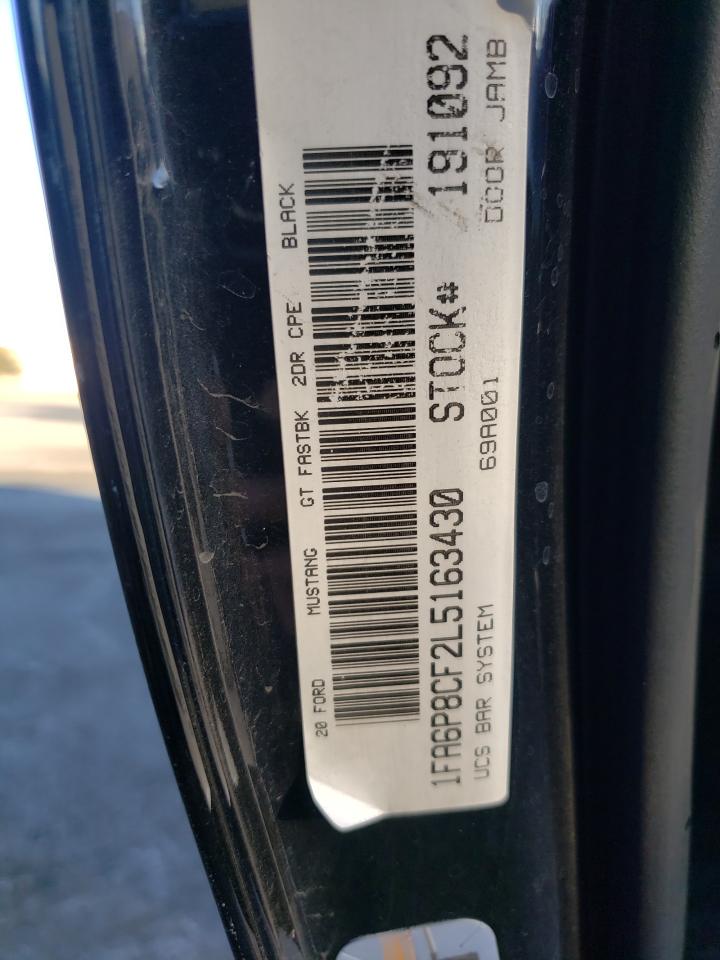 20 FORD MUSTANG GT FASTBK 2DR CPE BLACK
1FA6P8CF2L5163430 STOCK# 191092
UCS BAR SYSTEM 69A001 DOOR JAMB